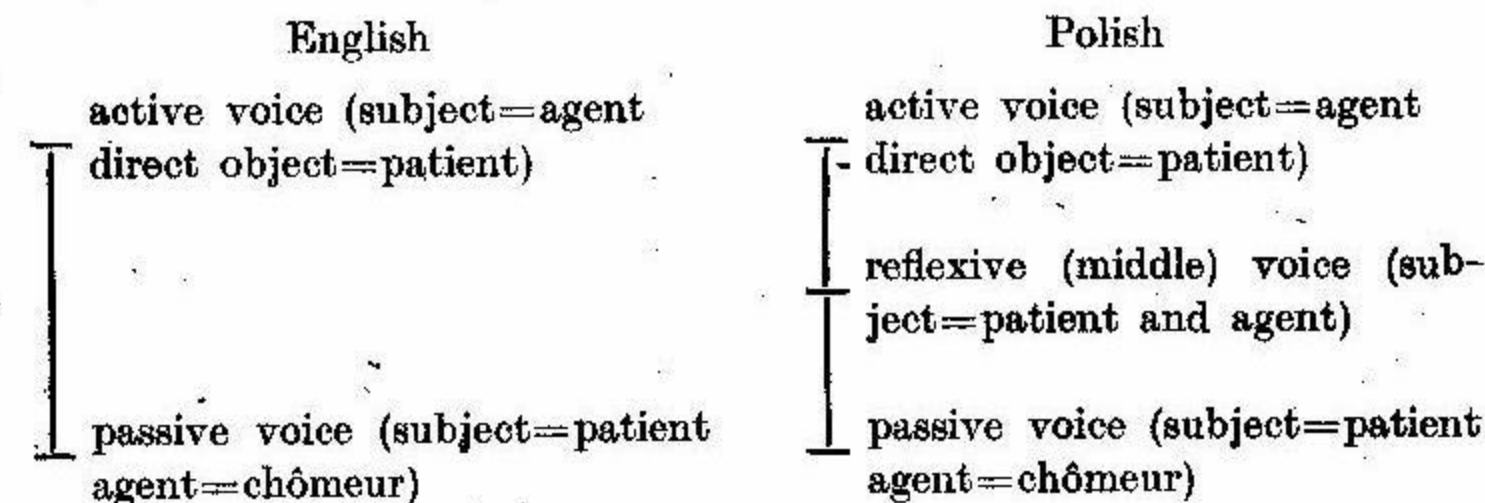 English
active voice (subject=agent
direct object=patient)
passive voice (subject=patient
agent=chômeur)
Polish
active voice (subject=agent
direct object=patient)
reflexive (middle) voice (sub-
ject=patient and agent)
passive voice (subject=patient
agent=chômeur)